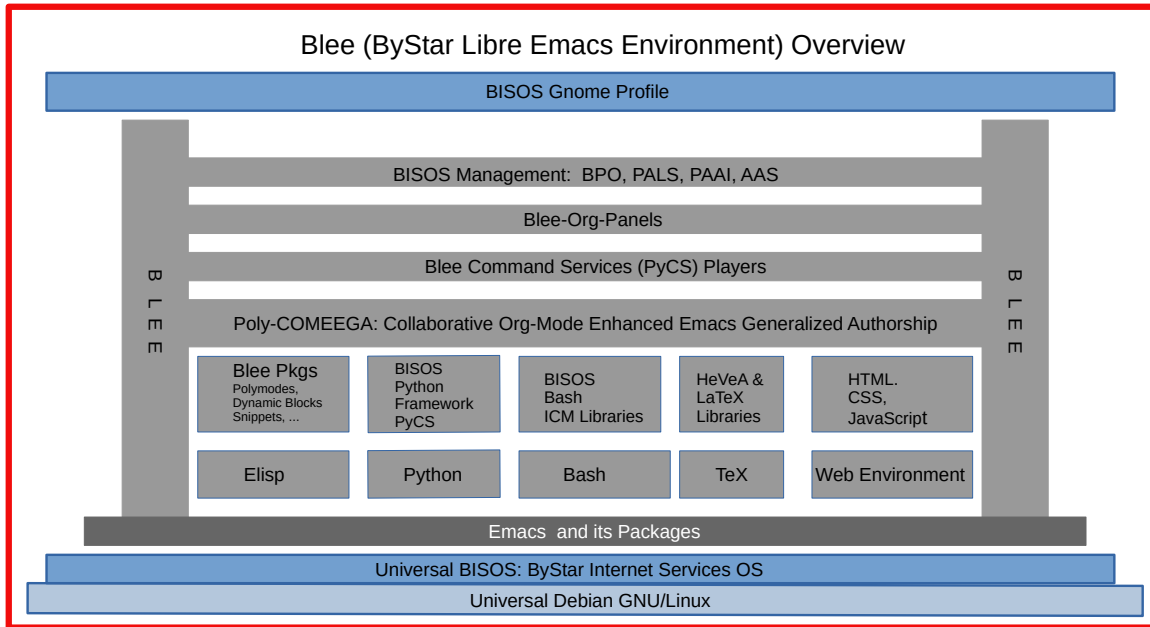 Blee (ByStar Libre Emacs Environment) Overview
BISOS Gnome Profile
BISOS Management:  BPO, PALS, PAAI, AAS
Blee-Org-Panels
Blee Command Services (PyCS) Players
BLEE
BLEE
Poly-COMEEGA: Collaborative Org-Mode Enhanced Emacs Generalized Authorship
Blee Pkgs
Polymodes,
Dynamic Blocks
Snippets, ...
BISOS
Python
Framework
PyCS
BISOS
Bash
ICM Libraries
HeVeA &
LaTeX
Libraries
HTML.
CSS,
JavaScript
Elisp
Python
Bash
TeX
Web Environment
Emacs  and its Packages
Universal BISOS: ByStar Internet Services OS
Universal Debian GNU/Linux